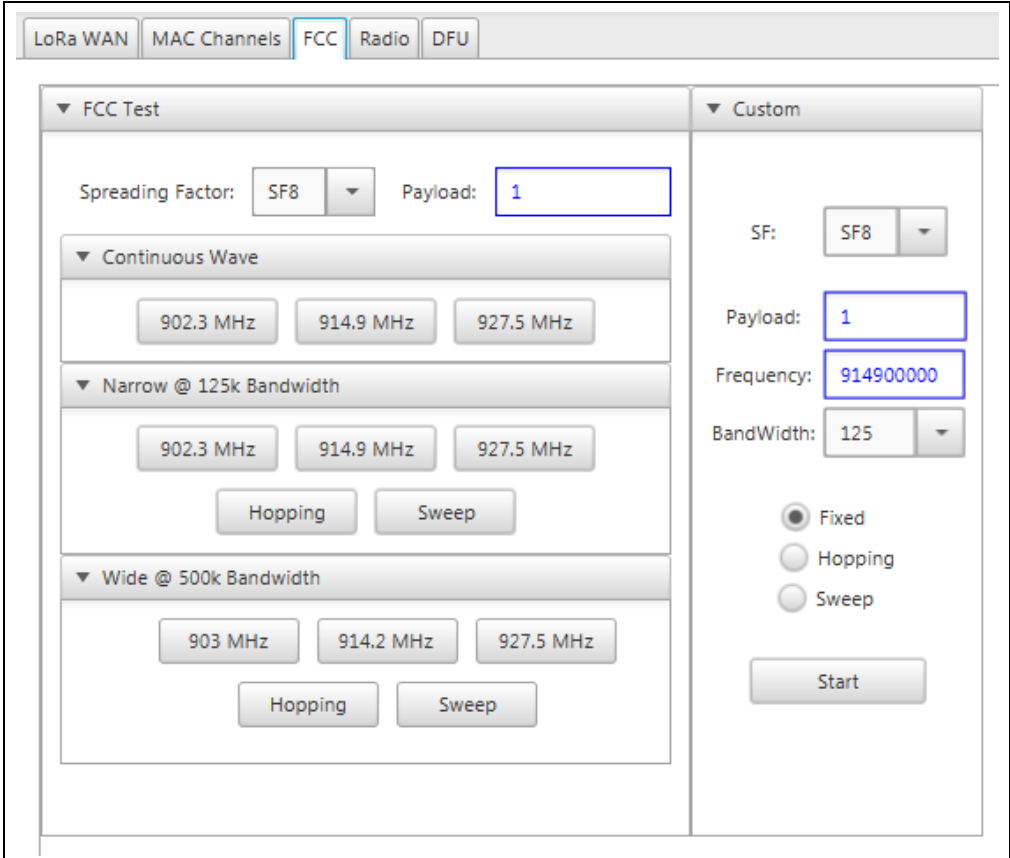 LoRa WAN MAC Channels FCC Radio DFU
FCC Test
Spreading Factor: SF8 Payload: 1
Continuous Wave
902.3 MHz 914.9 MHz 927.5 MHz
Narrow @ 125k Bandwidth
902.3 MHz 914.9 MHz 927.5 MHz
Hopping Sweep
Wide @ 500k Bandwidth
903 MHz 914.2 MHz 927.5 MHz
Hopping Sweep
Custom
SF: SF8
Payload: 1
Frequency: 914900000
BandWidth: 125
Fixed
Hopping
Sweep
Start